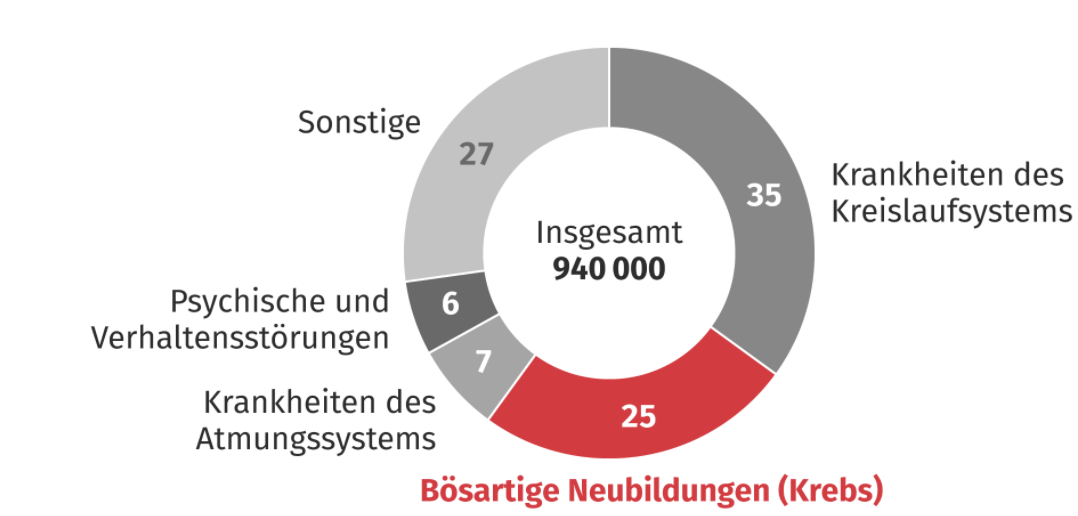 Sonstige
27
35
Krankheiten des
Kreislaufsystems
Insgesamt
940 000
Psychische und
Verhaltensstörungen
6
7
Krankheiten des
Atmungssystems
25
Bösartige Neubildungen (Krebs)